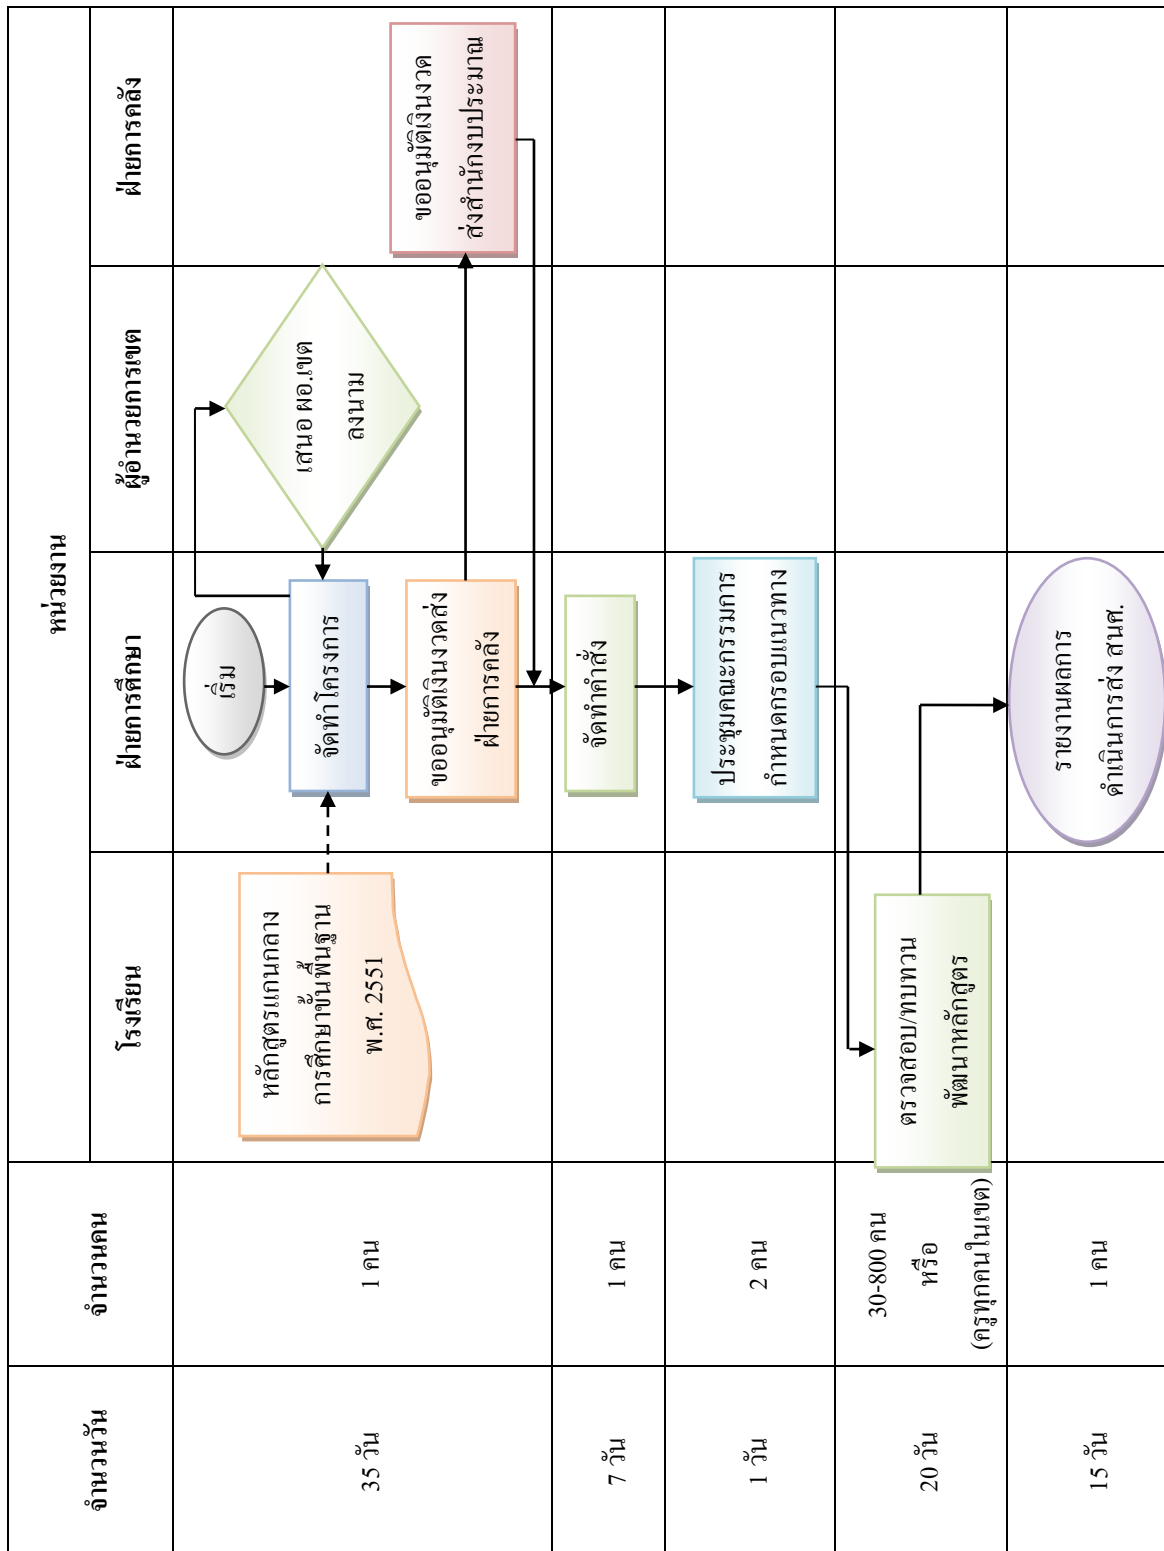 จำนวนวัน
จำนวนคน
หน่วยงาน
โรงเรียน
ฝ่ายการศึกษา
ผู้อำนวยการเขต
ฝ่ายการคลัง
35 วัน
1 คน
หลักสูตรแกนกลาง
การศึกษาขั้นพื้นฐาน
พ.ศ. 2551
เริ่ม
จัดทำโครงการ
เสนอ ผอ.เขต
ลงนาม
ขออนุมัติเงินงวดส่ง
ฝ่ายการคลัง
ขออนุมัติเงินงวด
ส่งสำนักงบประมาณ
7 วัน
1 คน
จัดทำคำสั่ง
1 วัน
2 คน
ประชุมคณะกรรมการ
กำหนดกรอบแนวทาง
20 วัน
30-800 คน
หรือ
(ครูทุกคนในเขต)
ตรวจสอบ/ทบทวน
พัฒนาหลักสูตร
15 วัน
1 คน
รายงานผลการ
ดำเนินการส่ง สนศ.